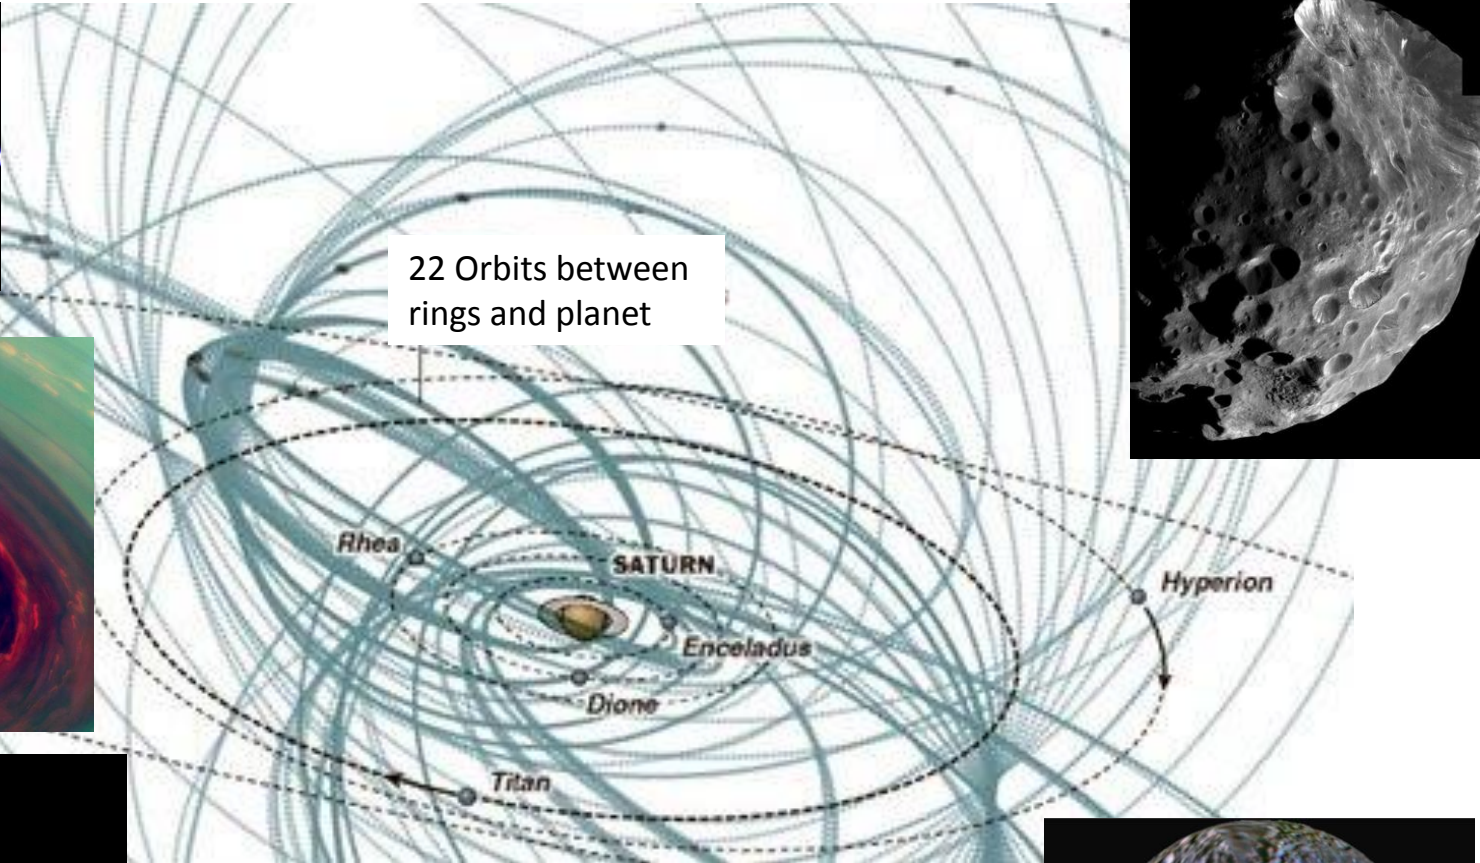 22 Orbits between
rings and planet
Rhea
SATURN
Hyperion
Enceladus
Dione
Titan